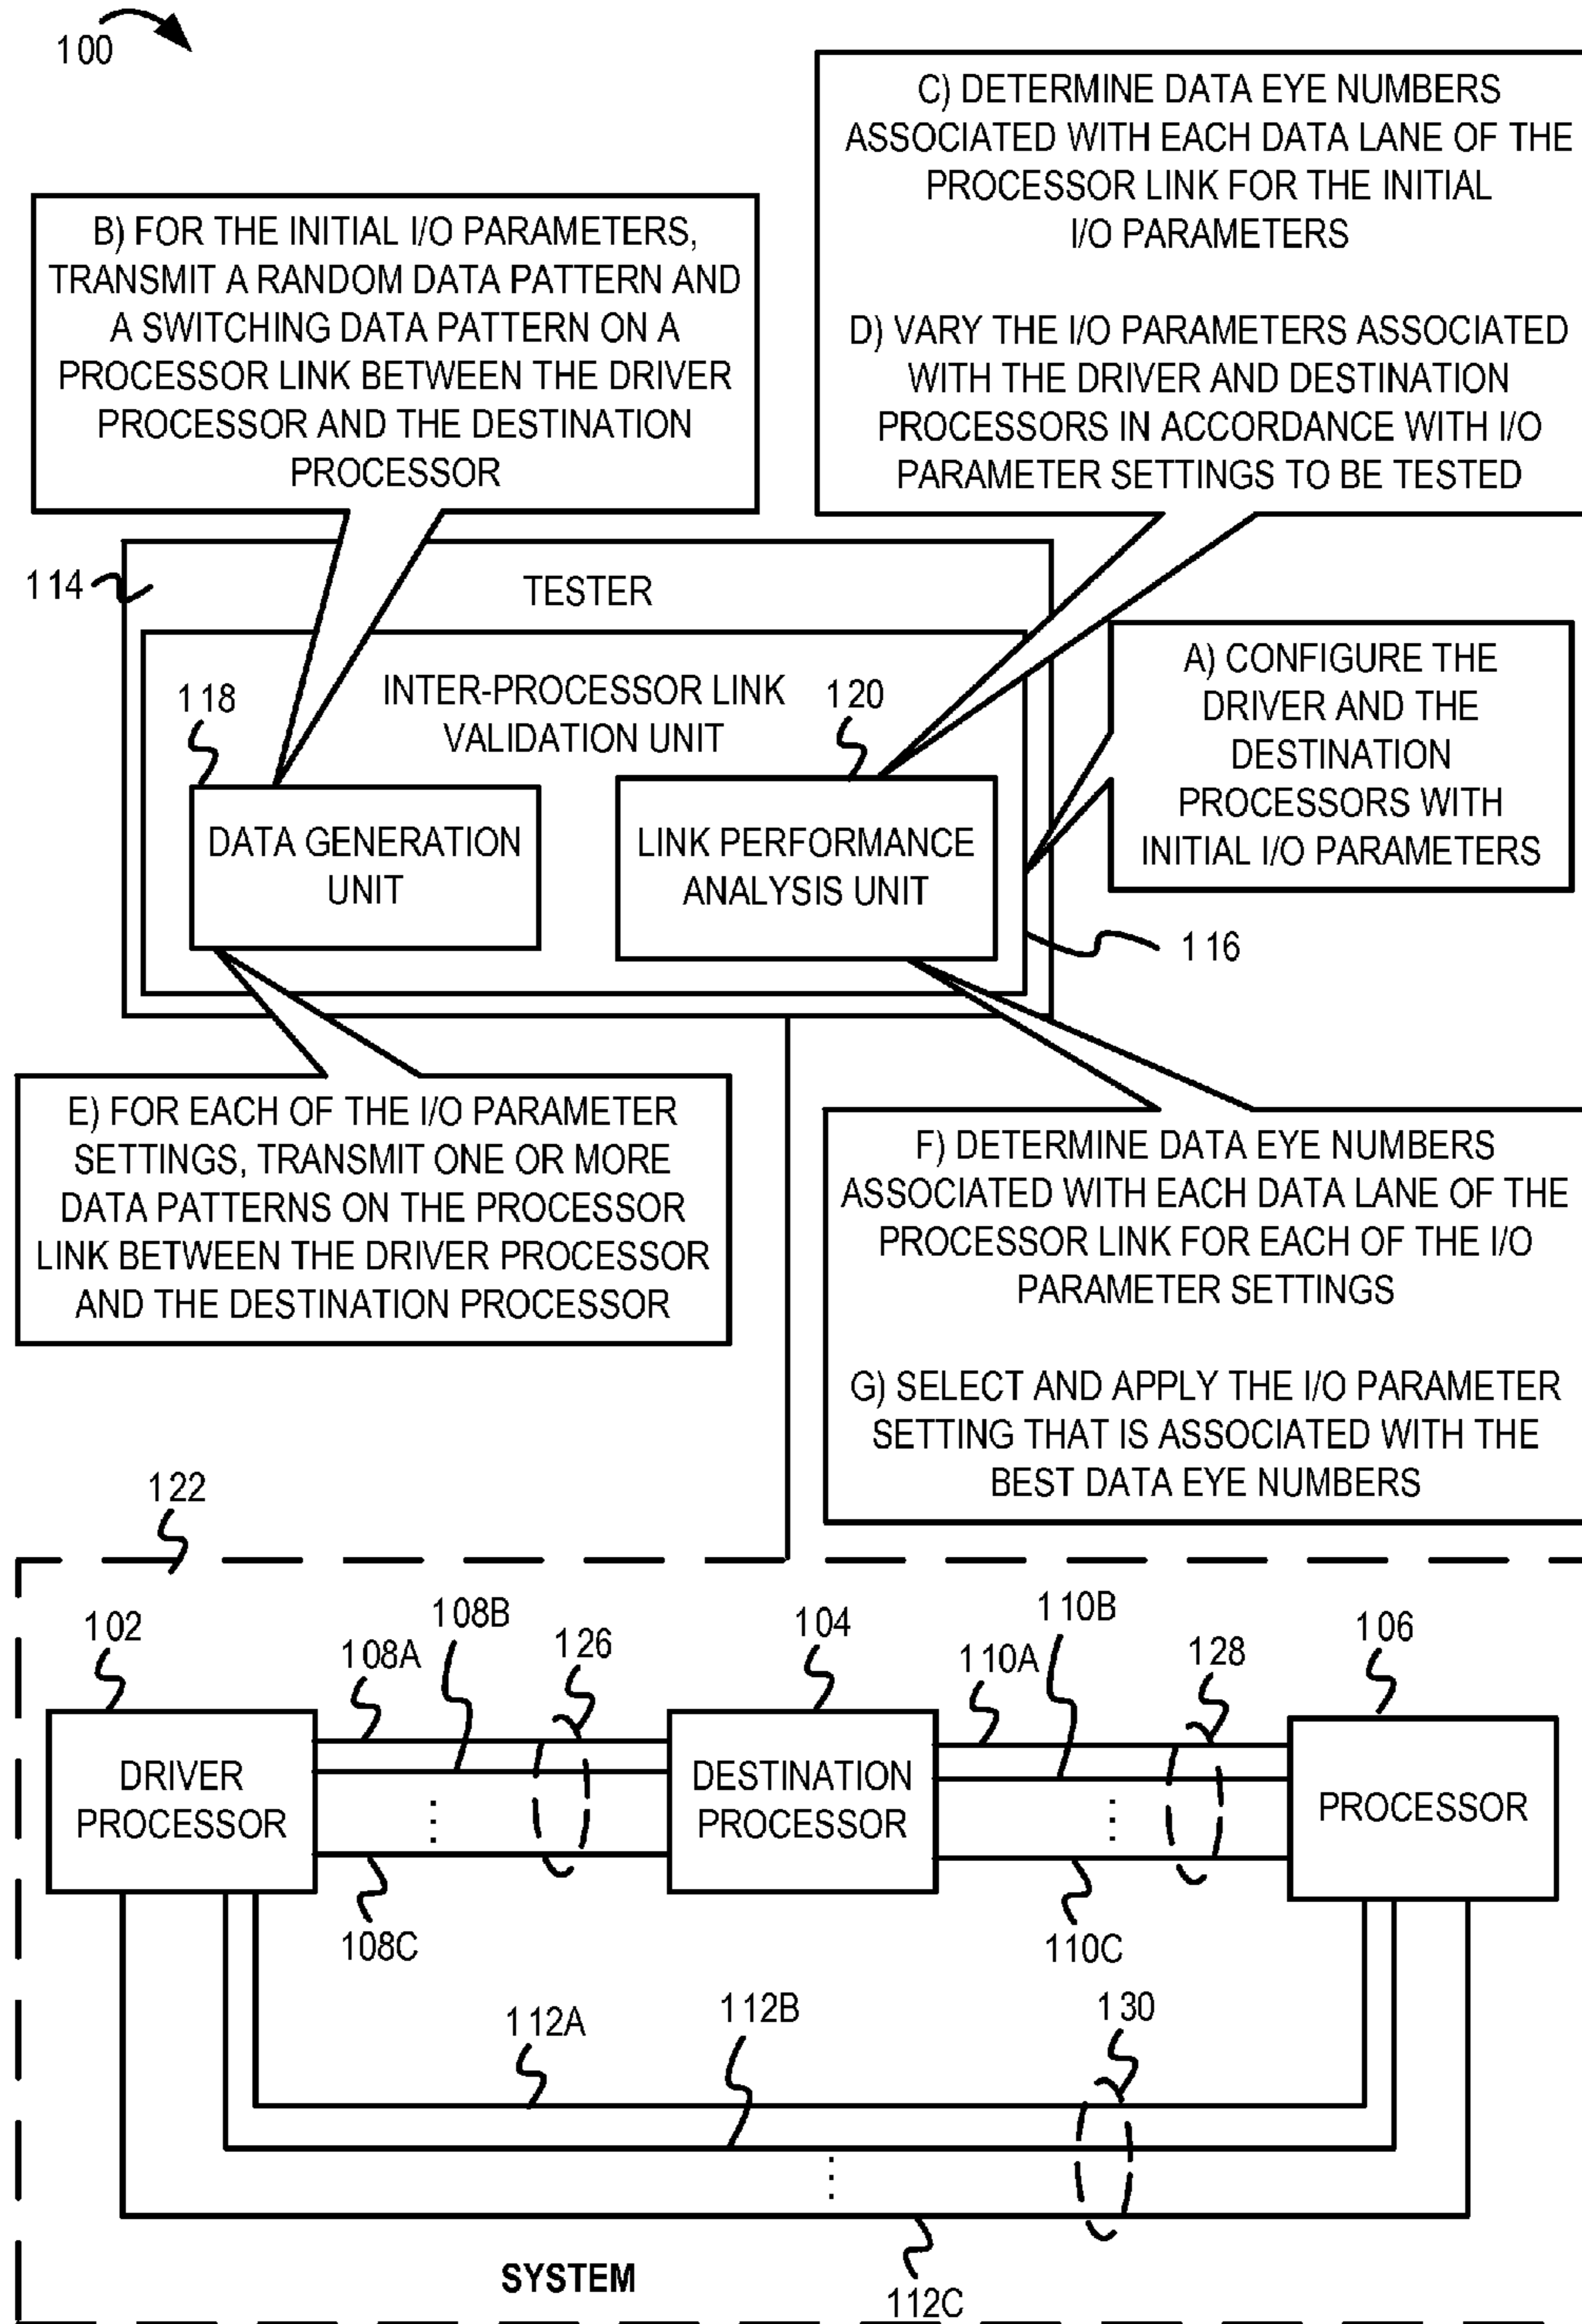 100
C) DETERMINE DATA EYE NUMBERS
ASSOCIATED WITH EACH DATA LANE OF THE
PROCESSOR LINK FOR THE INITIAL
I/O PARAMETERS
D) VARY THE I/O PARAMETERS ASSOCIATED
WITH THE DRIVER AND DESTINATION
PROCESSORS IN ACCORDANCE WITH I/O
PARAMETER SETTINGS TO BE TESTED
B) FOR THE INITIAL I/O PARAMETERS,
TRANSMIT A RANDOM DATA PATTERN AND
A SWITCHING DATA PATTERN ON A
PROCESSOR LINK BETWEEN THE DRIVER
PROCESSOR AND THE DESTINATION
PROCESSOR
114
TESTER
A) CONFIGURE THE
DRIVER AND THE
DESTINATION
PROCESSORS WITH
INITIAL I/O PARAMETERS
118
INTER-PROCESSOR LINK
VALIDATION UNIT
120
DATA GENERATION
UNIT
LINK PERFORMANCE
ANALYSIS UNIT
116
E) FOR EACH OF THE I/O PARAMETER
SETTINGS, TRANSMIT ONE OR MORE
DATA PATTERNS ON THE PROCESSOR
LINK BETWEEN THE DRIVER PROCESSOR
AND THE DESTINATION PROCESSOR
F) DETERMINE DATA EYE NUMBERS
ASSOCIATED WITH EACH DATA LANE OF THE
PROCESSOR LINK FOR EACH OF THE I/O
PARAMETER SETTINGS
G) SELECT AND APPLY THE I/O PARAMETER
SETTING THAT IS ASSOCIATED WITH THE
BEST DATA EYE NUMBERS
122
102
108A
108B
126
104
110A
110B
128
106
DRIVER
PROCESSOR
DESTINATION
PROCESSOR
PROCESSOR
108C
110C
112A
112B
130
SYSTEM
112C